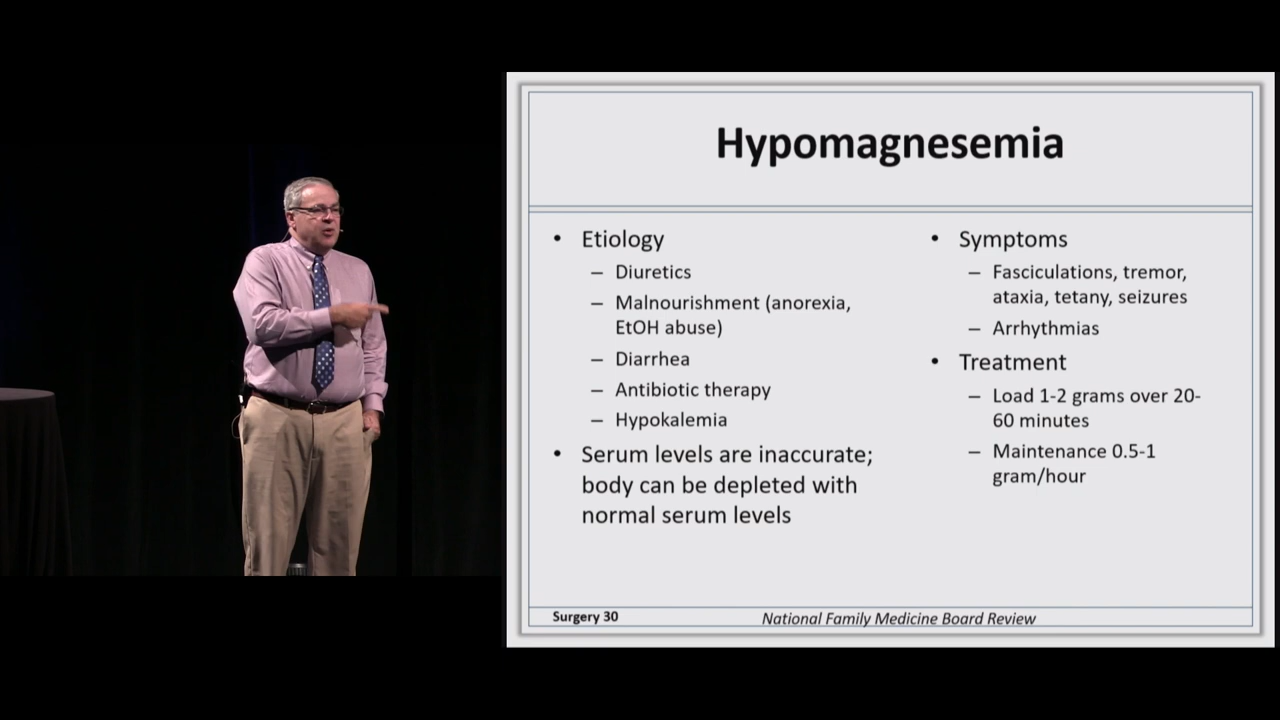 Hypomagnesemia
• Etiology
– Diuretics
– Malnourishment (anorexia,
EtOH abuse)
– Diarrhea
– Antibiotic therapy
– Hypokalemia
• Serum levels are inaccurate;
body can be depleted with
normal serum levels
• Symptoms
– Fasciculations, tremor,
ataxia, tetany, seizures
– Arrhythmias
• Treatment
– Load 1-2 grams over 20-
60 minutes
– Maintenance 0.5-1
gram/hour
Surgery 30
National Family Medicine Board Review